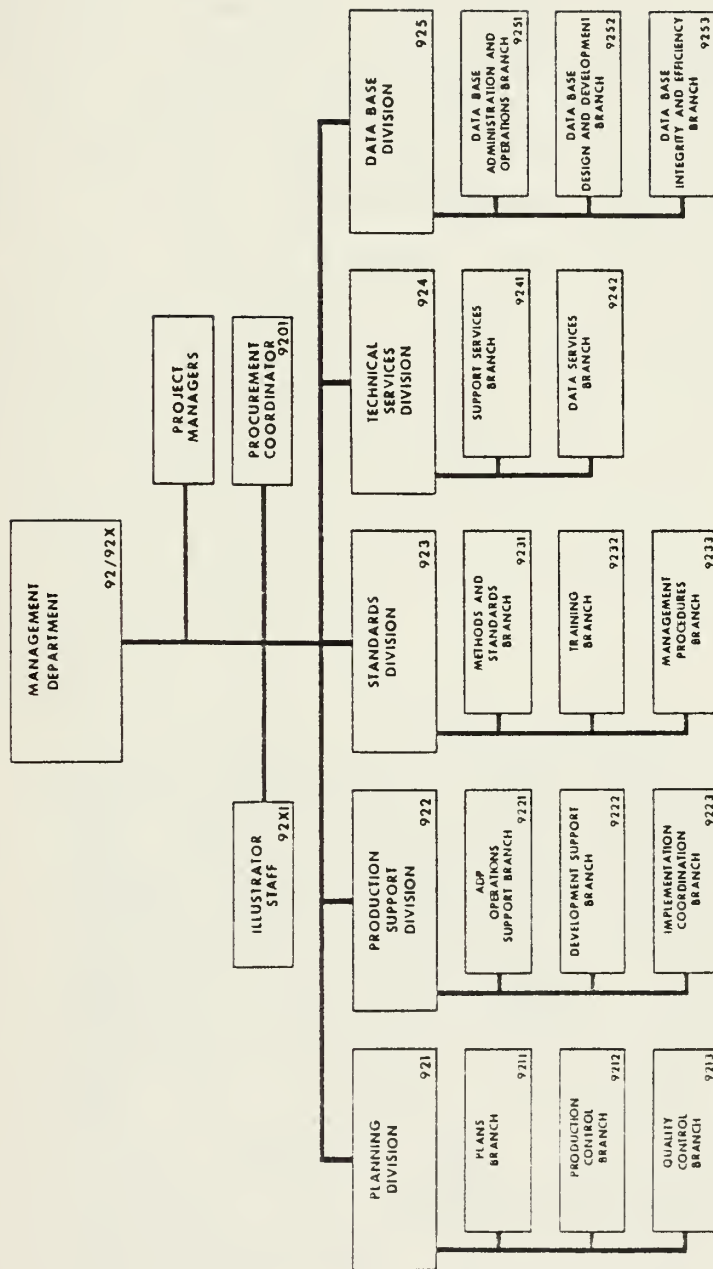 MANAGEMENT
DEPARTMENT
92/92X
PROJECT
MANAGERS
ILLUSTRATOR
STAFF
92X1
PROCUREMENT
COORDINATOR
9201
PLANNING
DIVISION
921
PRODUCTION
SUPPORT
DIVISION
922
STANDARDS
DIVISION
923
TECHNICAL
SERVICES
DIVISION
924
DATA BASE
DIVISION
925
PLANS
BRANCH
9211
PRODUCTION
CONTROL
BRANCH
9212
QUALITY
CONTROL
BRANCH
9213
ADP
OPERATIONS
SUPPORT BRANCH
9221
DEVELOPMENT SUPPORT
BRANCH
9222
IMPLEMENTATION
COORDINATION
BRANCH
9223
METHODS AND
STANDARDS
BRANCH
9231
TRAINING
BRANCH
9232
MANAGEMENT
PROCEDURES
BRANCH
9233
SUPPORT SERVICES
BRANCH
9241
DATA SERVICES
BRANCH
9242
DATA BASE
ADMINISTRATION AND
OPERATIONS BRANCH
9251
DATA BASE
DESIGN AND DEVELOPMENT
BRANCH
9252
DATA BASE
INTEGRITY AND EFFICIENCY
BRANCH
9253